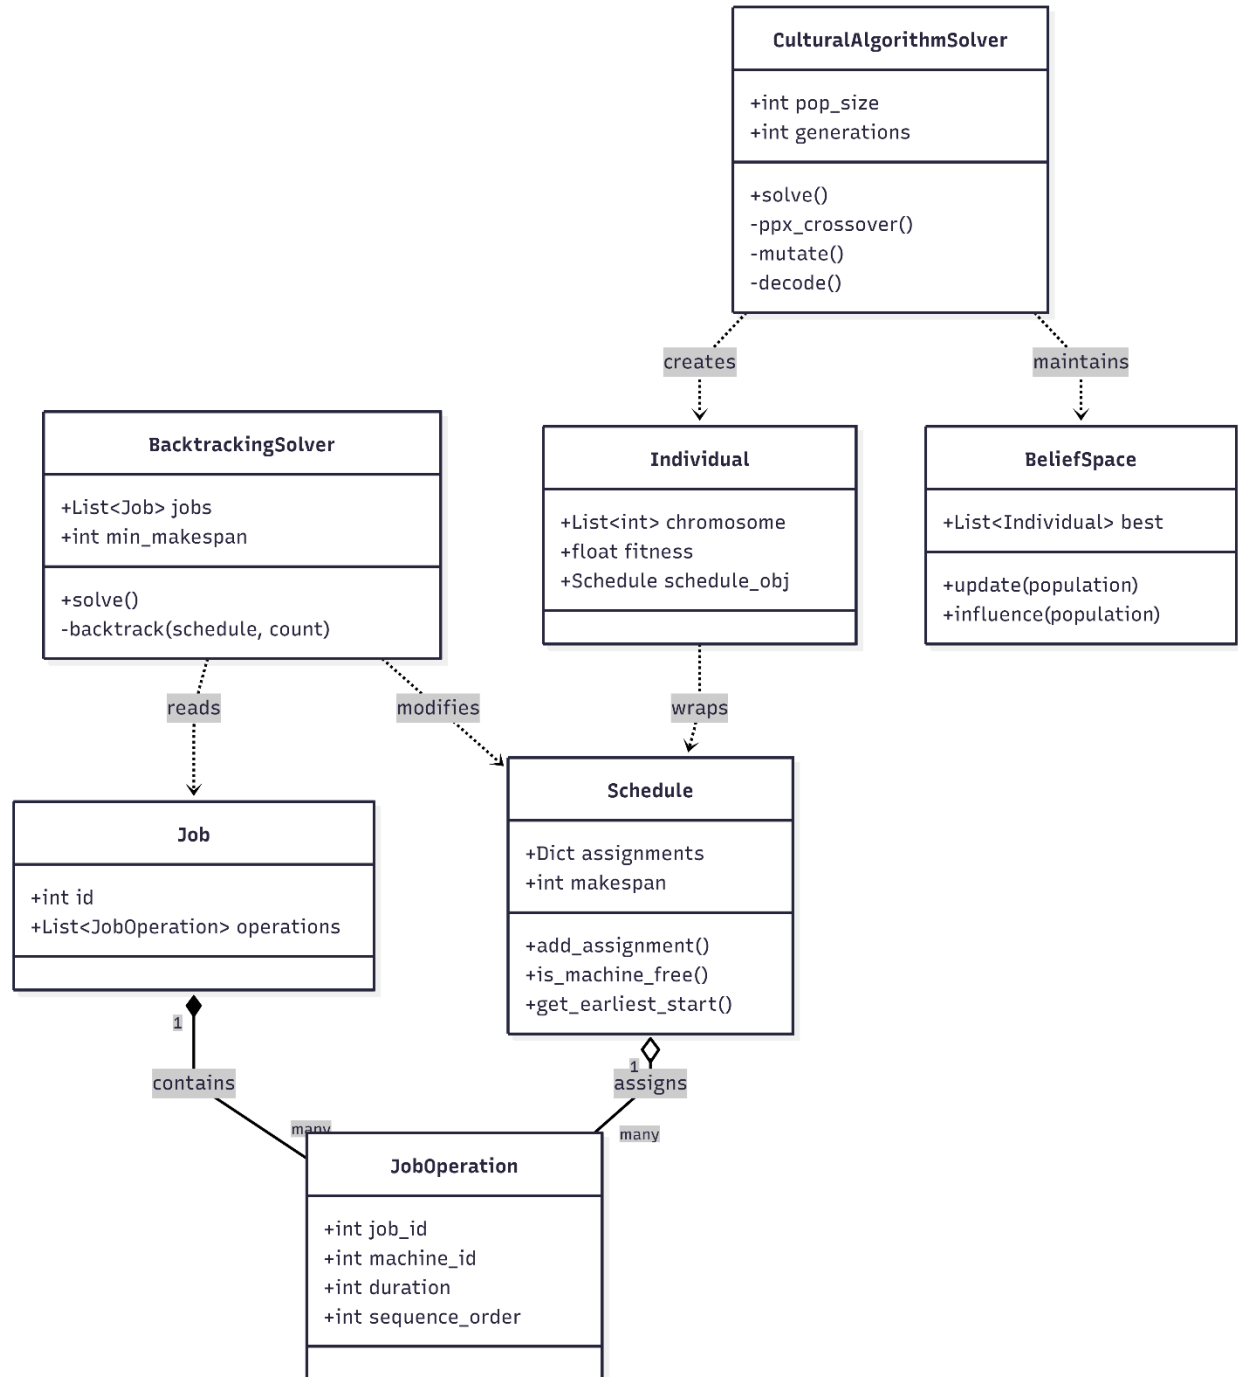 CulturalAlgorithmSolver
+int pop_size
+int generations
+solve()
-ppx_crossover()
-mutate()
-decode()
creates
maintains
BacktrackingSolver
+List<Job> jobs
+int min_makespan
+solve()
-backtrack(schedule, count)
Individual
+List<int> chromosome
+float fitness
+Schedule schedule_obj
BeliefSpace
+List<Individual> best
+update(population)
+influence(population)
reads
modifies
wraps
Job
+int id
+List<JobOperation> operations
Schedule
+Dict assignments
+int makespan
+add_assignment()
+is_machine_free()
+get_earliest_start()
1
contains
many
1
assigns
many
JobOperation
+int job_id
+int machine_id
+int duration
+int sequence_order